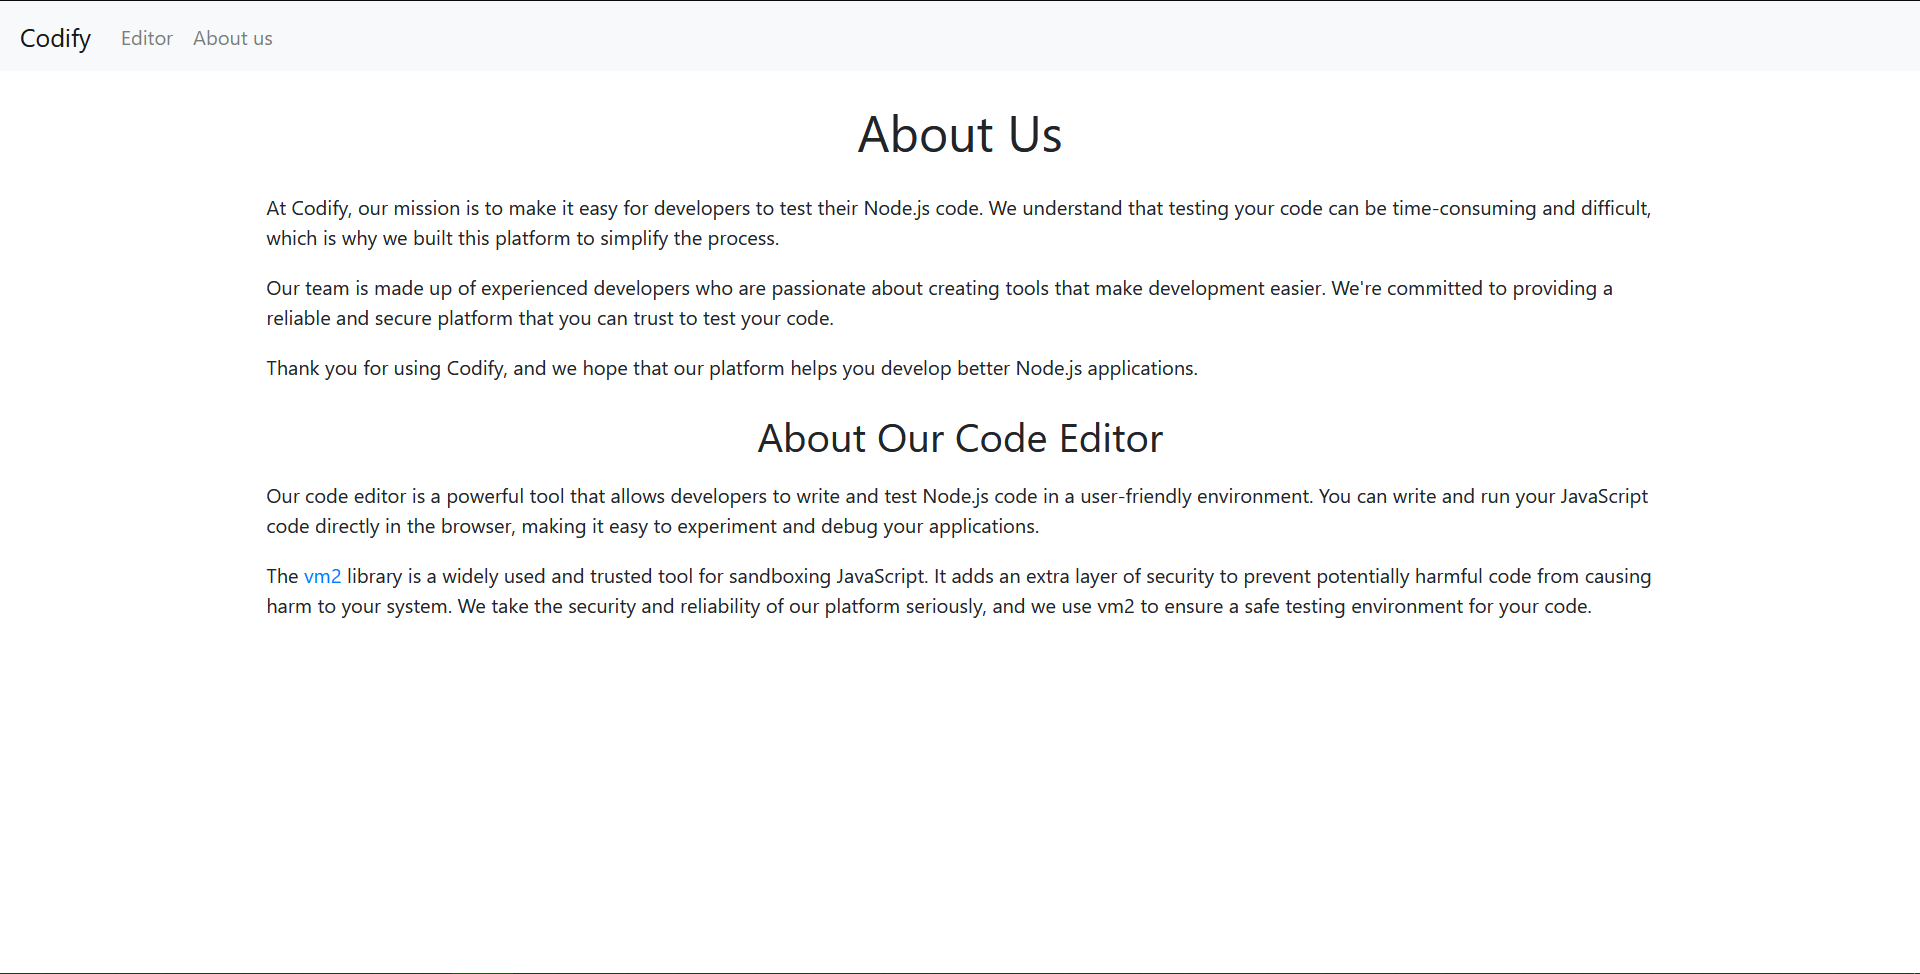 Codify Editor About us
About Us
At Codify, our mission is to make it easy for developers to test their Node.js code. We understand that testing your code can be time-consuming and difficult,
which is why we built this platform to simplify the process.
Our team is made up of experienced developers who are passionate about creating tools that make development easier. We're committed to providing a
reliable and secure platform that you can trust to test your code.
Thank you for using Codify, and we hope that our platform helps you develop better Node.js applications.
About Our Code Editor
Our code editor is a powerful tool that allows developers to write and test Node.js code in a user-friendly environment. You can write and run your JavaScript
code directly in the browser, making it easy to experiment and debug your applications.
The vm2 library is a widely used and trusted tool for sandboxing JavaScript. It adds an extra layer of security to prevent potentially harmful code from causing
harm to your system. We take the security and reliability of our platform seriously, and we use vm2 to ensure a safe testing environment for your code.